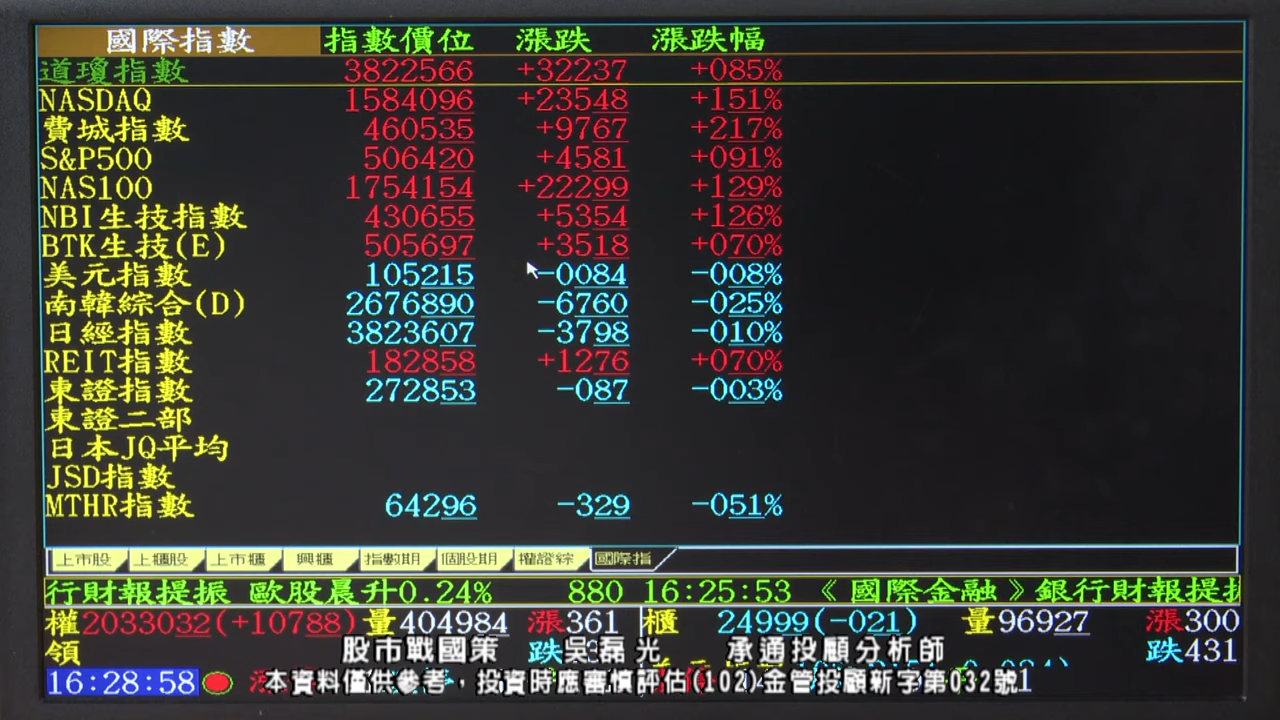 國際指數 指數價位 漲跌 漲跌幅
道瓊指數 3822566 +32237 +085%
NASDAQ 1584096 +23548 +151%
費城指數 460535 +9767 +217%
S&P500 506420 +4581 +091%
NAS100 1754154 +22299 +129%
NBI生技指數 430655 +5354 +126%
BTK生技(E) 505697 +3518 +070%
美元指數 105215 -0084 -008%
南韓綜合(D) 2676890 -6760 -025%
日經指數 3823607 -3798 -010%
REIT指數 182858 +1276 +070%
東證指數 272853 -087 -003%
東證二部
日本JQ平均
JSD指數
MTHR指數 64296 -329 -051%
上市股 上櫃股 上市櫃 興櫃 指數期 個股期 權證綜 國際指
行財報提振 歐股晨升0.24% 880 16:25:53 《國際金融》銀行財報提振
權2033032(+10788) 量404984 漲361 櫃 24999(-021) 量96927 漲300
領 跌 跌431
股市戰國策 吳磊光 承通投顧分析師
16:28:58
本資料僅供參考，投資時應審慎評估(102)金管投顧新字第032號